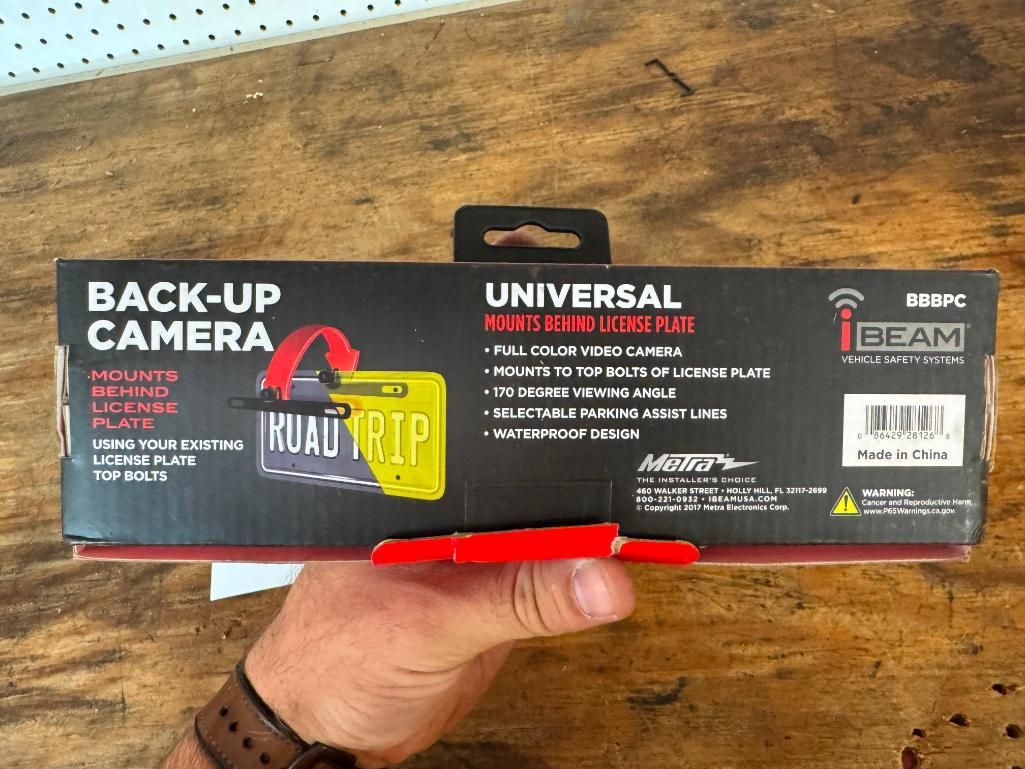 BACK-UP
CAMERA
MOUNTS
BEHIND
LICENSE
PLATE
USING YOUR EXISTING
LICENSE PLATE
TOP BOLTS
ROAD TRIP
UNIVERSAL
MOUNTS BEHIND LICENSE PLATE
• FULL COLOR VIDEO CAMERA
• MOUNTS TO TOP BOLTS OF LICENSE PLATE
• 170 DEGREE VIEWING ANGLE
• SELECTABLE PARKING ASSIST LINES
• WATERPROOF DESIGN
Metra
THE INSTALLER'S CHOICE
460 WALKER STREET • HOLLY HILL, FL 32117-2699
800-221-0932 • IBEAMUSA.COM
© Copyright 2017 Metra Electronics Corp.
BBBPC
iBEAM
VEHICLE SAFETY SYSTEMS
0 86429 28126 8
Made in China
WARNING:
Cancer and Reproductive Harm
www.P65Warnings.ca.gov